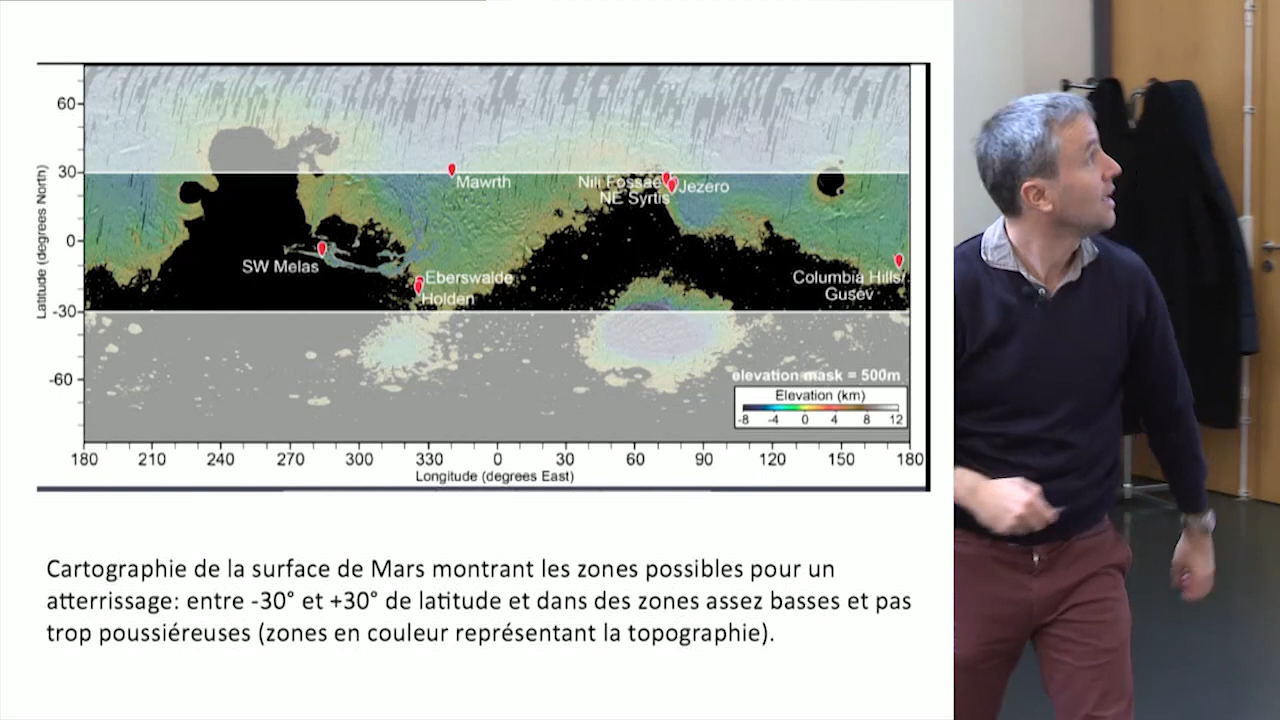 60
30
0
-30
-60
Latitude (degrees North)
Mawrth
Nili Fossae
NE Syrtis
Jezero
SW Melas
Eberswalde
Holden
Columbia Hills/
Gusev
elevation mask = 500m
Elevation (km)
-8 -4 0 4 8 12
180 210 240 270 300 330 0 30 60 90 120 150 180
Longitude (degrees East)
Cartographie de la surface de Mars montrant les zones possibles pour un
atterrissage: entre -30° et +30° de latitude et dans des zones assez basses et pas
trop poussiéreuses (zones en couleur représentant la topographie).